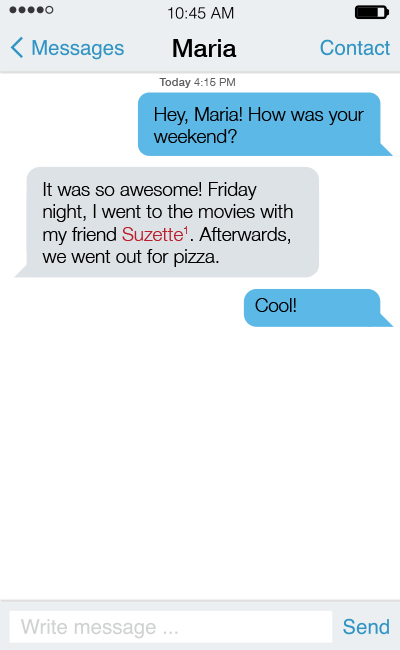 10:45 AM
Messages Maria Contact
Today 4:15 PM
Hey, Maria! How was your
weekend?
It was so awesome! Friday
night, I went to the movies with
my friend Suzette¹. Afterwards,
we went out for pizza.
Cool!
Write message ... Send